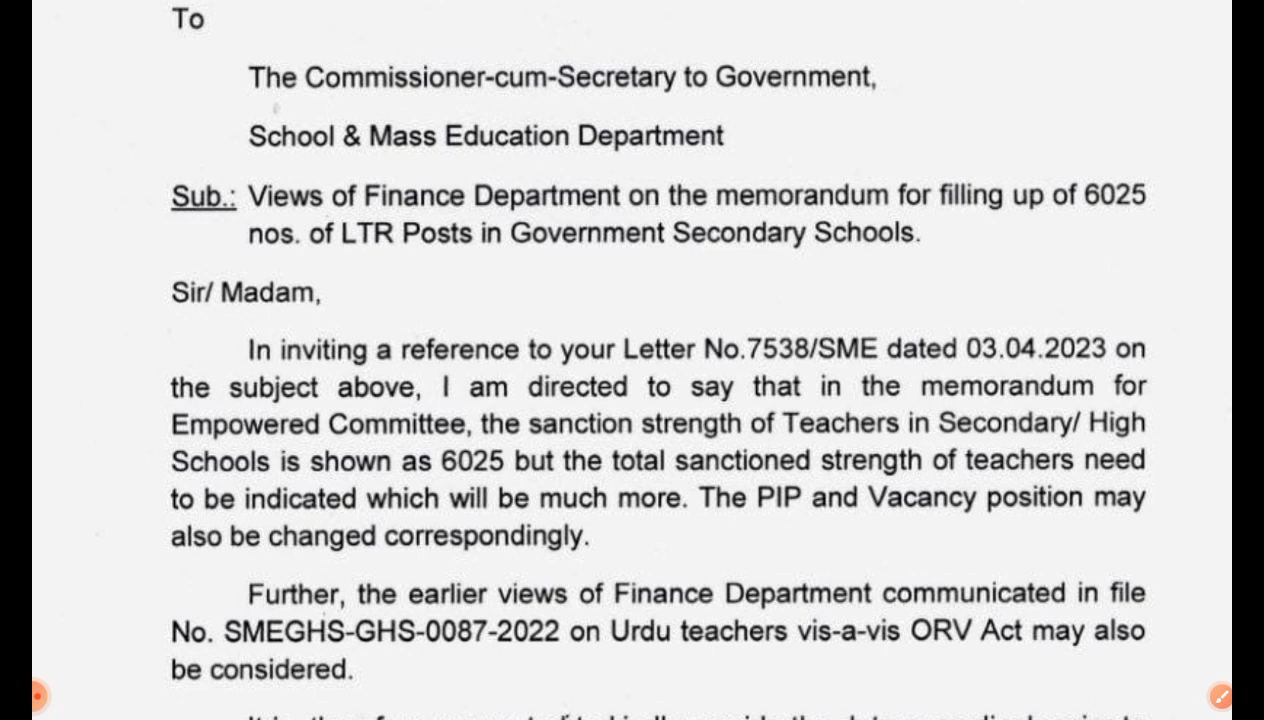 To
The Commissioner-cum-Secretary to Government,
School & Mass Education Department
Sub.: Views of Finance Department on the memorandum for filling up of 6025
nos. of LTR Posts in Government Secondary Schools.
Sir/ Madam,
In inviting a reference to your Letter No.7538/SME dated 03.04.2023 on
the subject above, I am directed to say that in the memorandum for
Empowered Committee, the sanction strength of Teachers in Secondary/ High
Schools is shown as 6025 but the total sanctioned strength of teachers need
to be indicated which will be much more. The PIP and Vacancy position may
also be changed correspondingly.
Further, the earlier views of Finance Department communicated in file
No. SMEGHS-GHS-0087-2022 on Urdu teachers vis-a-vis ORV Act may also
be considered.